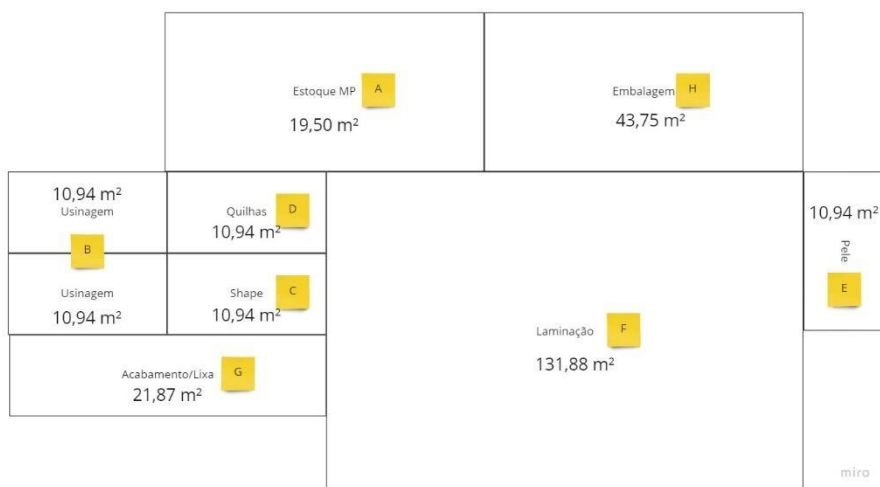 Estoque MP
A
19,50 m²
Embalagem
H
43,75 m²
10,94 m²
Usinagem
B
Usinagem
10,94 m²
Quilhas
D
10,94 m²
Shape
C
10,94 m²
Acabamento/Lixa
G
21,87 m²
Laminação
F
131,88 m²
10,94 m²
Pele
E
miro